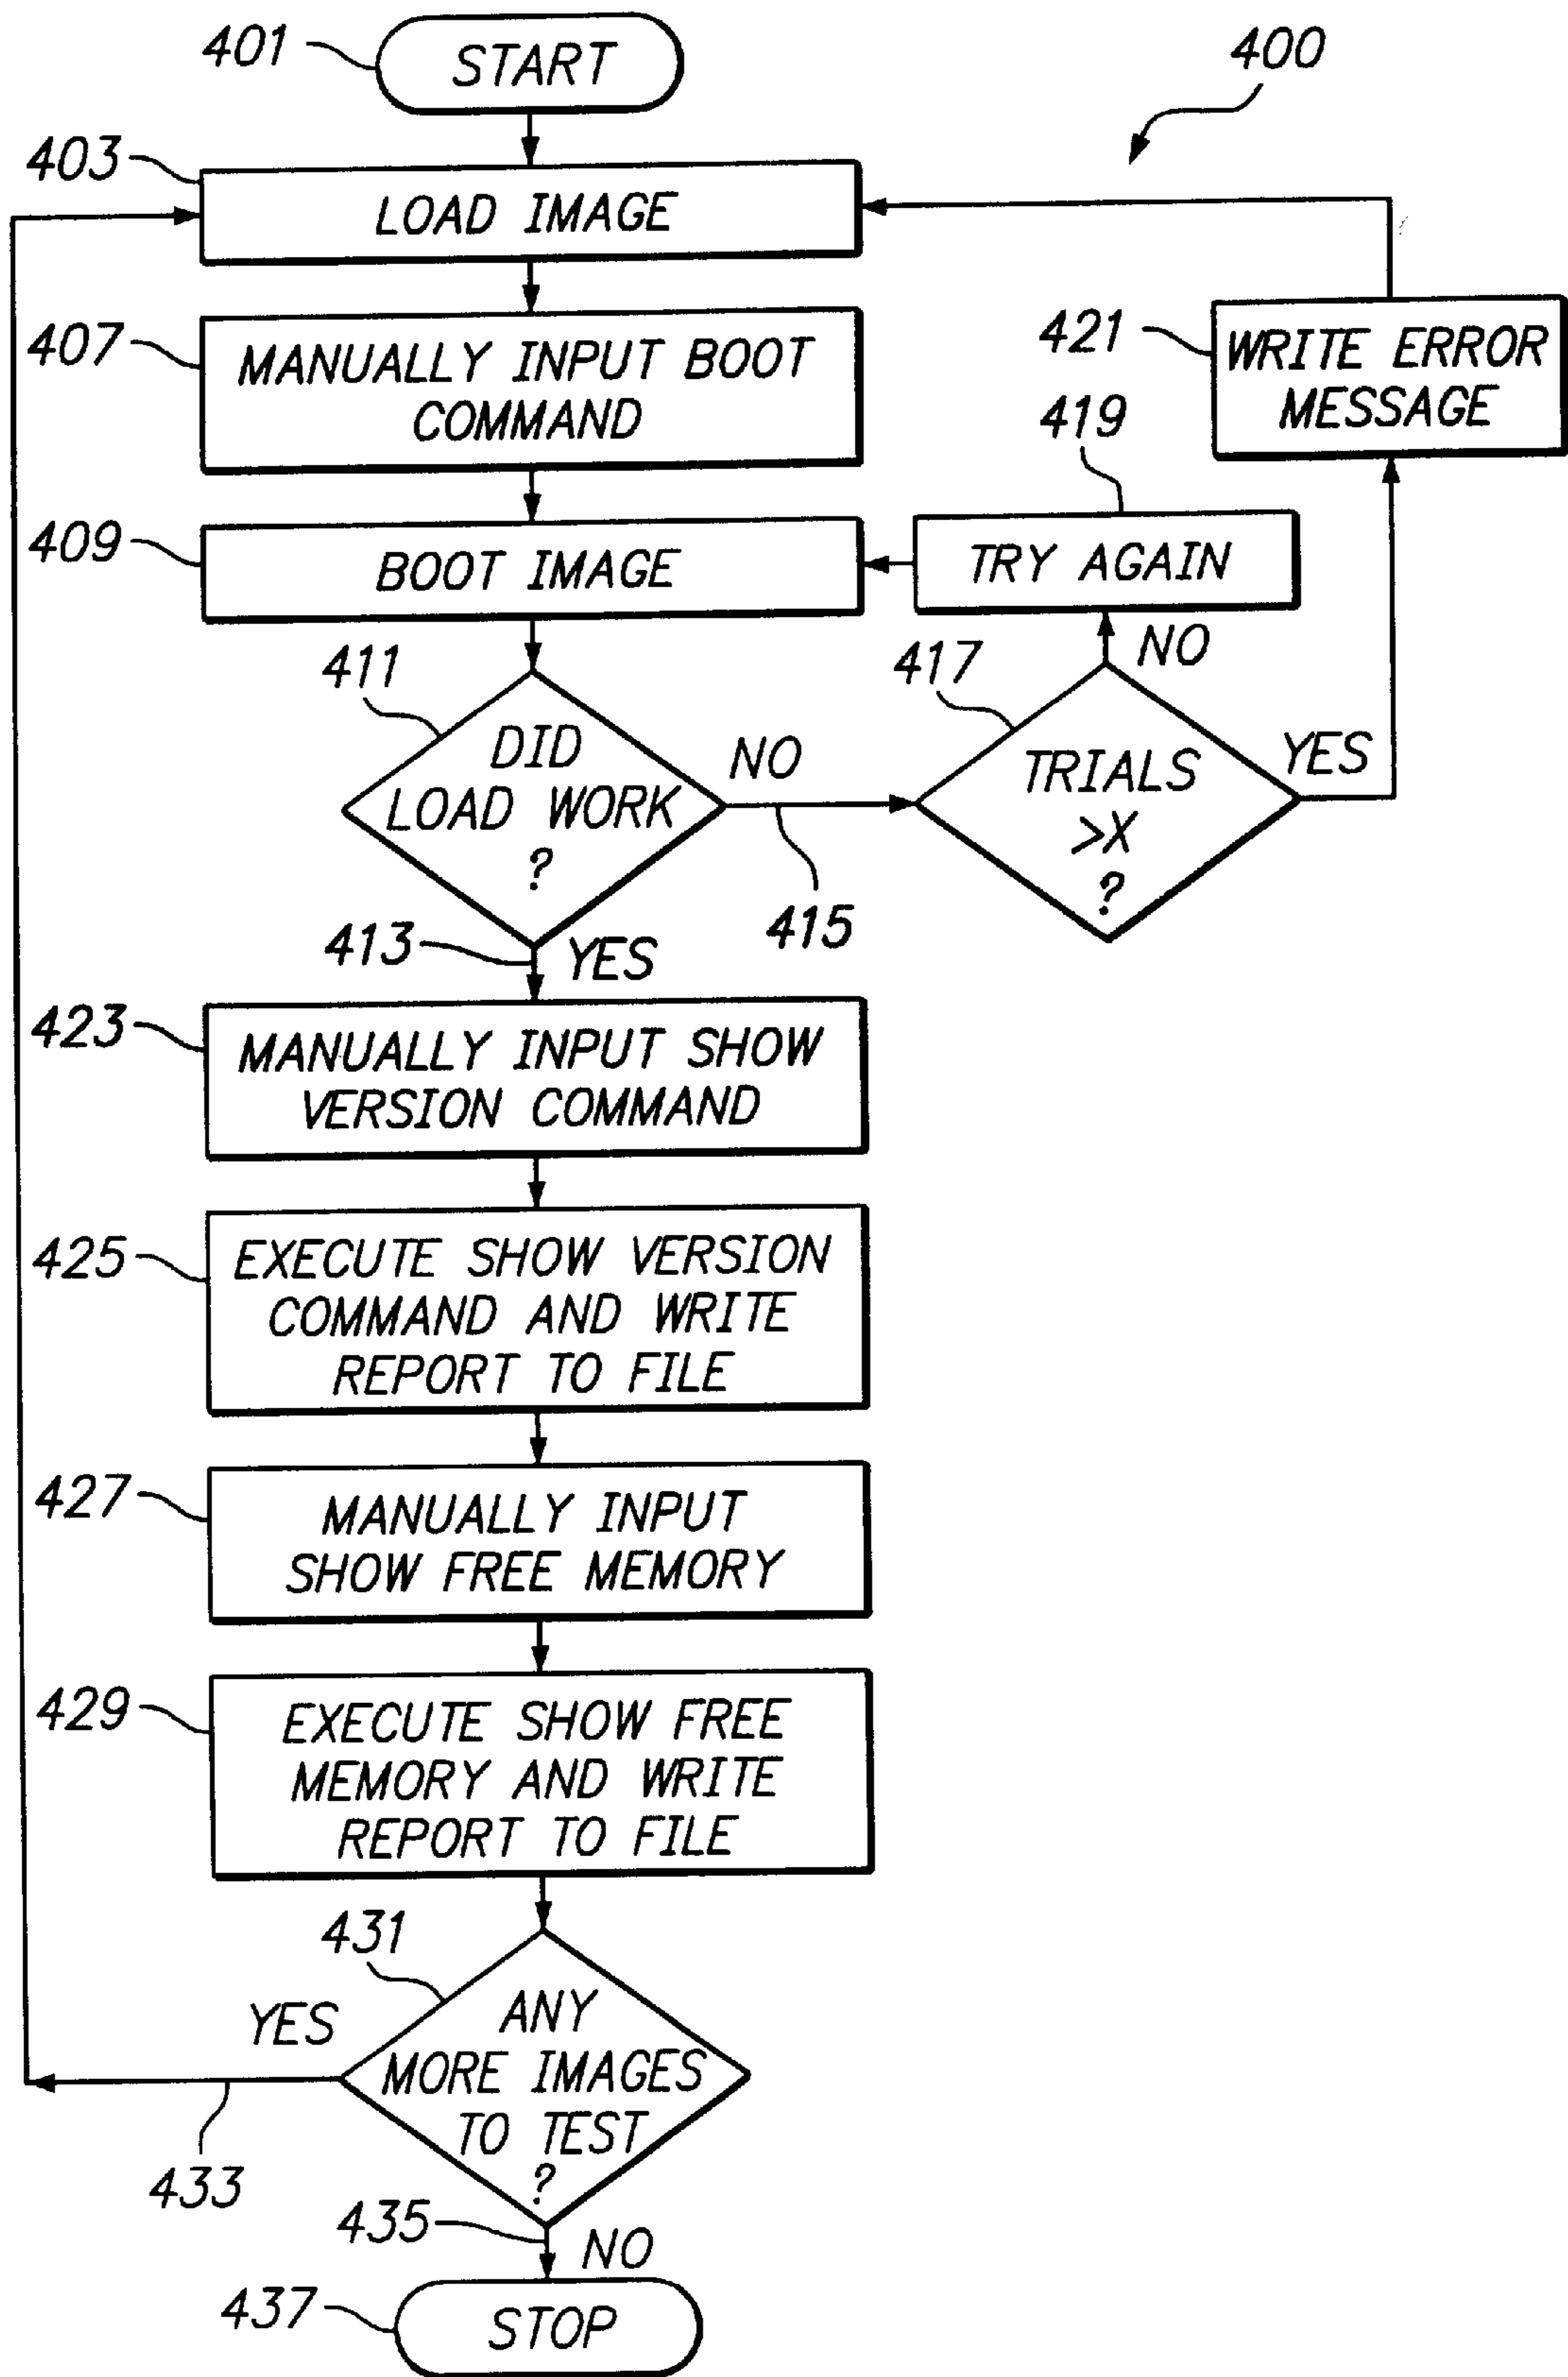 401
START
400
403
LOAD IMAGE
407
MANUALLY INPUT BOOT
COMMAND
421
WRITE ERROR
MESSAGE
419
409
BOOT IMAGE
TRY AGAIN
NO
411
417
DID
LOAD WORK
?
NO
TRIALS
>X
?
YES
415
413
YES
423
MANUALLY INPUT SHOW
VERSION COMMAND
425
EXECUTE SHOW VERSION
COMMAND AND WRITE
REPORT TO FILE
427
MANUALLY INPUT
SHOW FREE MEMORY
429
EXECUTE SHOW FREE
MEMORY AND WRITE
REPORT TO FILE
431
YES
ANY
MORE IMAGES
TO TEST
?
433
435
NO
437
STOP